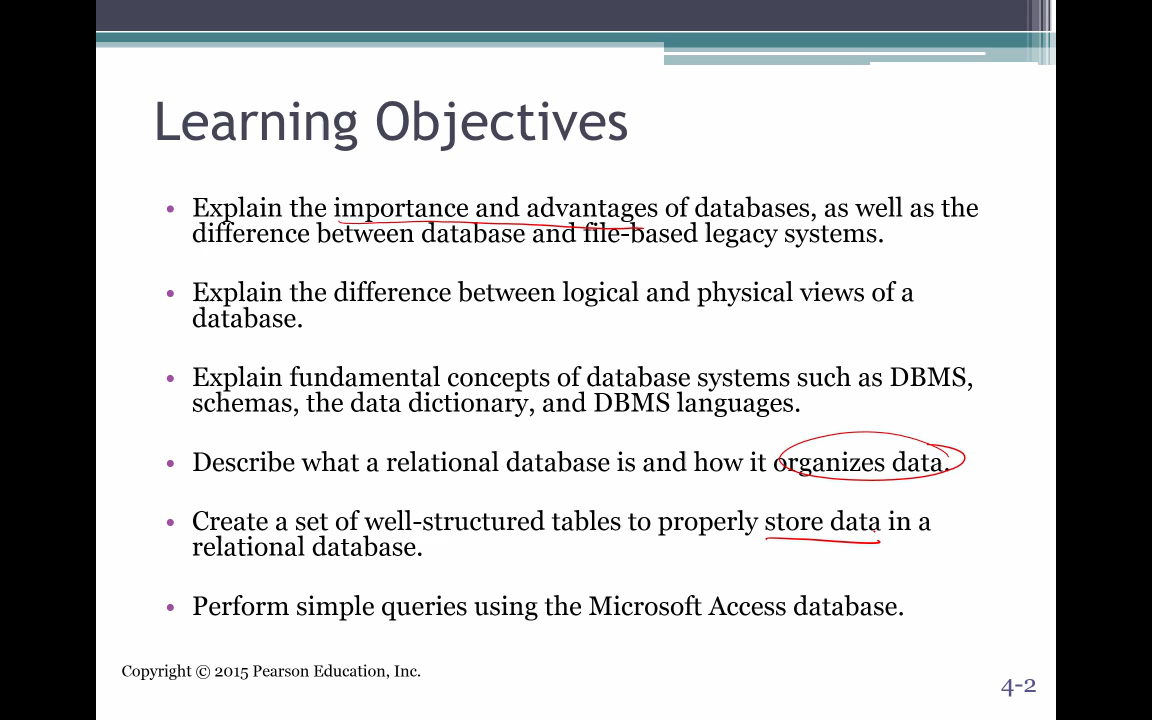 Learning Objectives
• Explain the importance and advantages of databases, as well as the
difference between database and file-based legacy systems.
• Explain the difference between logical and physical views of a
database.
• Explain fundamental concepts of database systems such as DBMS,
schemas, the data dictionary, and DBMS languages.
• Describe what a relational database is and how it organizes data.
• Create a set of well-structured tables to properly store data in a
relational database.
• Perform simple queries using the Microsoft Access database.
Copyright © 2015 Pearson Education, Inc.
4-2